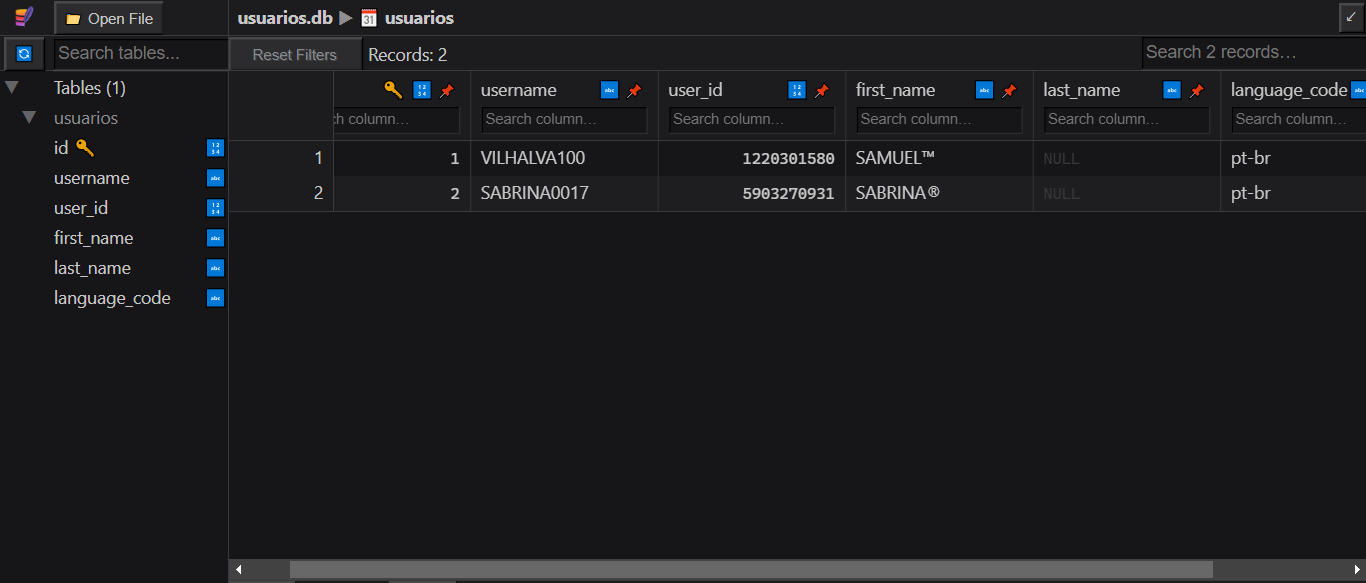 Open File
usuarios.db ▶ usuarios
Search tables...
Reset Filters
Records: 2
Search 2 records...
Tables (1)
usuarios
id
username
user_id
first_name
last_name
language_code
username user_id first_name last_name language_code
ch column... Search column... Search column... Search column... Search column... Search column...
1 1 VILHALVA100 1220301580 SAMUEL™ NULL pt-br
2 2 SABRINA0017 5903270931 SABRINA® NULL pt-br